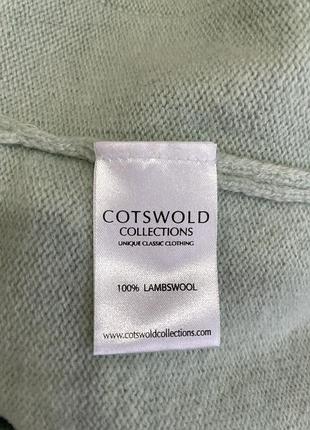 COTSWOLD
COLLECTIONS
UNIQUE CLASSIC CLOTHING
100% LAMBSWOOL
www.cotswoldcollections.com